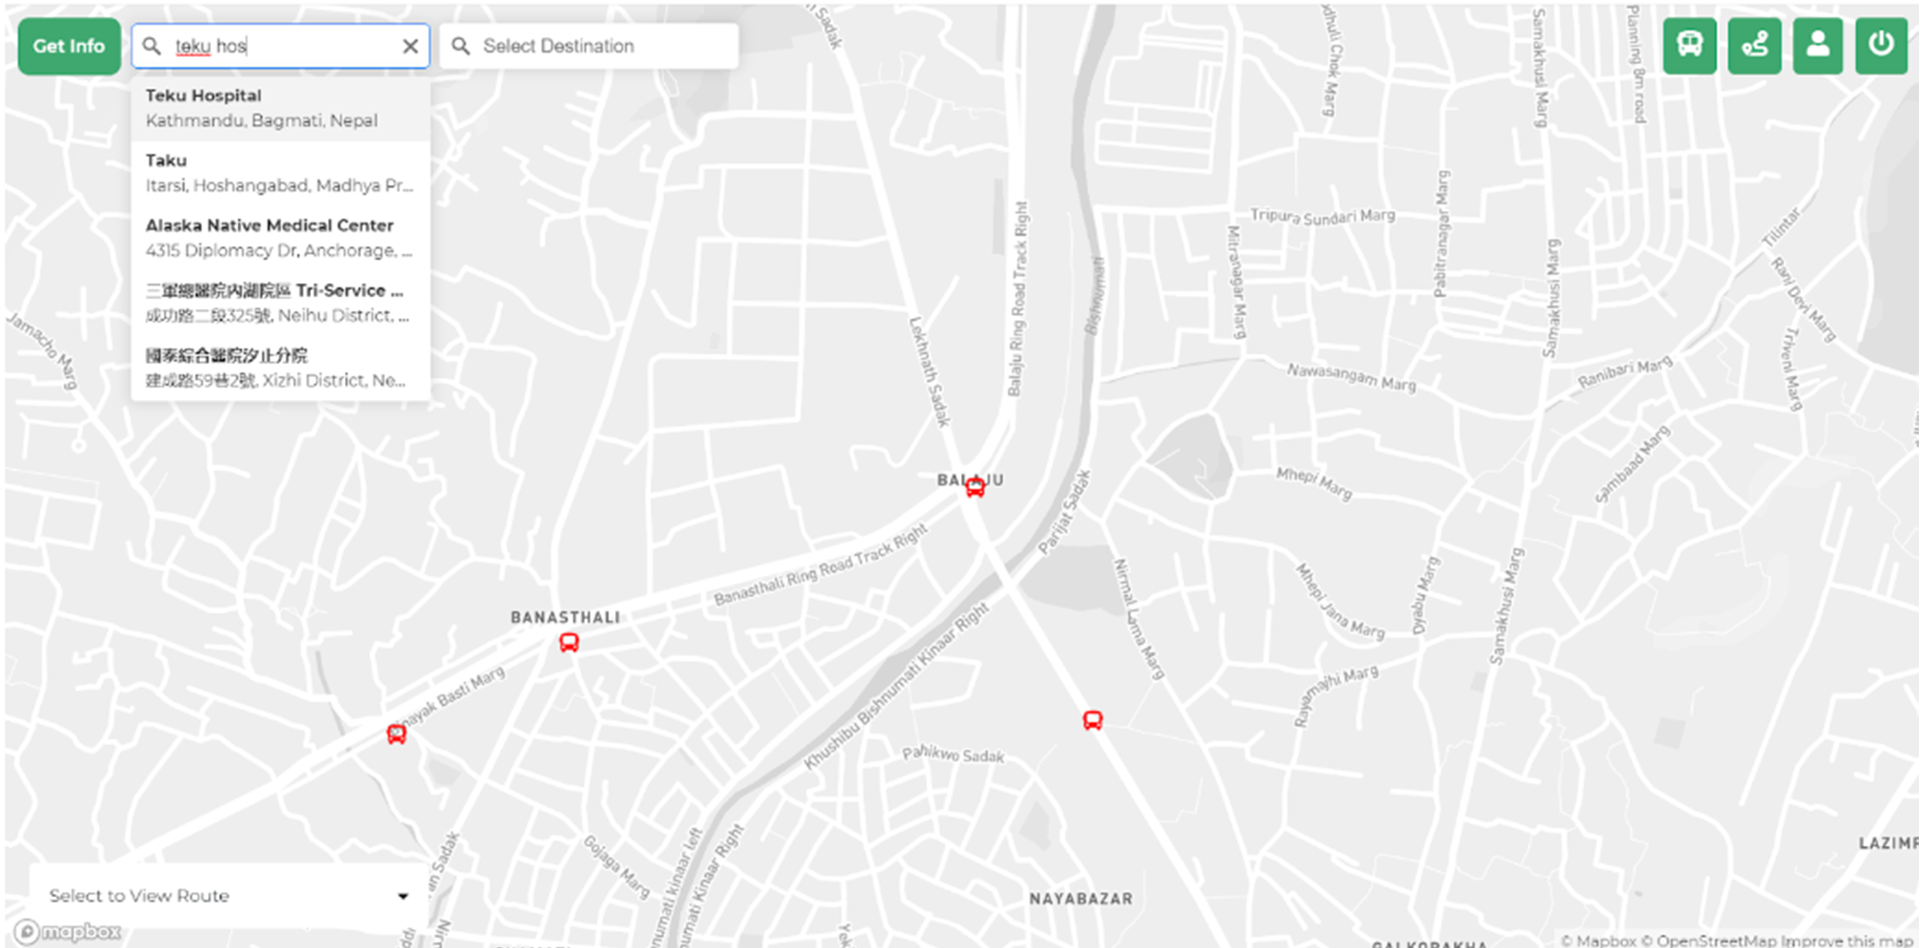 Get Info
teku hos
Select Destination
Teku Hospital
Kathmandu, Bagmati, Nepal
Taku
Itarsi, Hoshangabad, Madhya Pr...
Alaska Native Medical Center
4315 Diplomacy Dr, Anchorage, ...
三軍總醫院內湖院區 Tri-Service ...
成功路二段325號, Neihu District, ...
國泰綜合醫院汐止分院
建成路59巷2號, Xizhi District, Ne...
Sadak
dhuli Chok Marg
Samakhusi Marg
Planning 8m road
Tripura Sundari Marg
Mitranagar Marg
Pabitranagar Marg
Samakhusi Marg
Tilintar
Rani Devi Marg
Triveni Marg
Balaju Ring Road Track Right
Bishnumati
Jamacho Marg
Lekhnath Sadak
Nawasangam Marg
Ranibari Marg
Sambaad Marg
BALAJU
Mhepi Marg
Parijat Sadak
Banasthali Ring Road Track Right
BANASTHALI
Nirmal Lama Marg
Mhepi Jana Marg
Dyabu Marg
Samakhusi Marg
inayak Basti Marg
Khushibu Bishnumati Kinaar Right
Rayamajhi Marg
Pahikwo Sadak
Gojaga Marg
an Sadak
numati kinaar left
umati Kinaar Right
LAZIMP
NAYABAZAR
Select to View Route
mapbox
© Mapbox © OpenStreetMap Improve this map